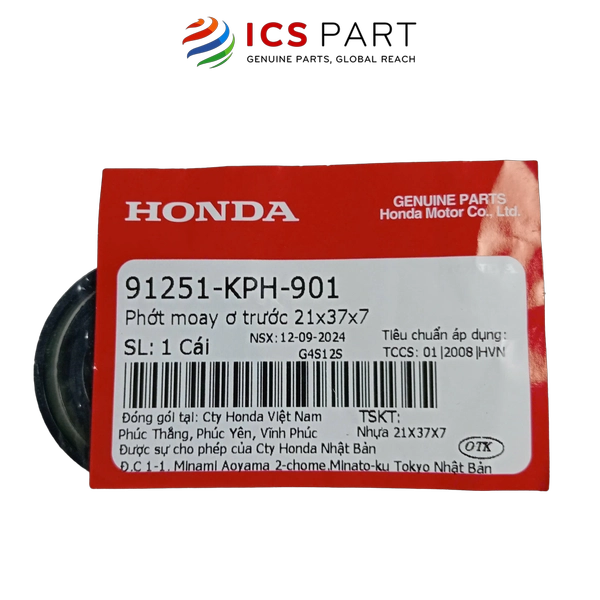 ICS PART
GENUINE PARTS, GLOBAL REACH
HONDA
GENUINE PARTS
Honda Motor Co., Ltd.
91251-KPH-901
Phớt moay ơ trước 21x37x7
NSX: 12-09-2024
Tiêu chuẩn áp dụng:
SL: 1 Cái
G4S12S
TCCS: 01|2008|HVN
Đóng gói tại: Cty Honda Việt Nam
TSKT:
Phúc Thắng, Phúc Yên, Vĩnh Phúc
Nhựa 21X37X7
Được sự cho phép của Cty Honda Nhật Bản
OTK
Đ.C 1-1, Minami Aoyama 2-chome,Minato-ku Tokyo Nhật Bản